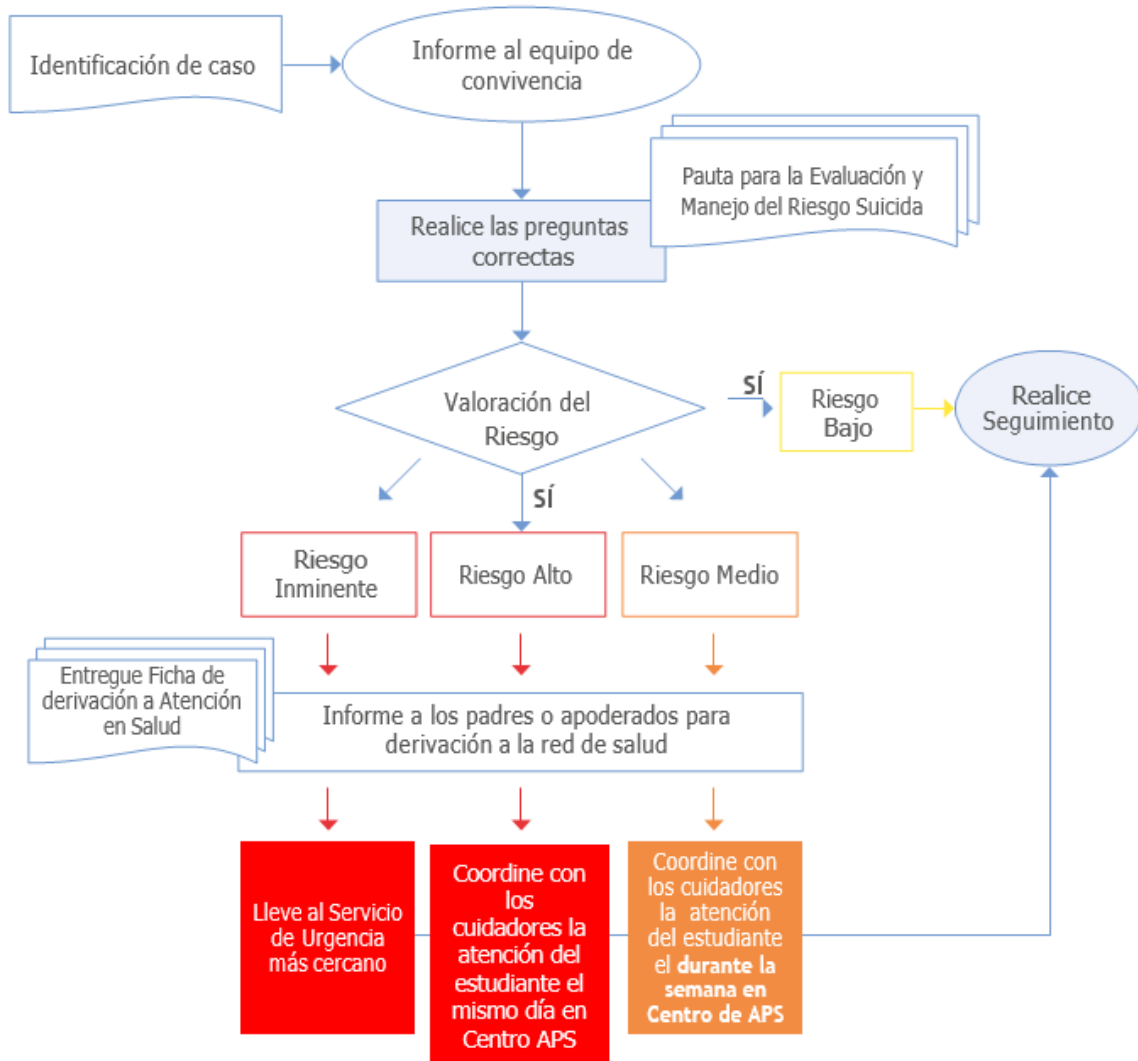 Identificación de caso
Informe al equipo de
convivencia
Pauta para la Evaluación y
Manejo del Riesgo Suicida
Realice las preguntas
correctas
Valoración del
Riesgo
SÍ
Riesgo
Bajo
Realice
Seguimiento
SÍ
Riesgo
Inminente
Riesgo Alto
Riesgo Medio
Entregue Ficha de
derivación a Atención
en Salud
Informe a los padres o apoderados para
derivación a la red de salud
Lleve al Servicio
de Urgencia
más cercano
Coordine con
los
cuidadores la
atención del
estudiante el
mismo día en
Centro APS
Coordine con
los cuidadores
la atención
del estudiante
el durante la
semana en
Centro de APS